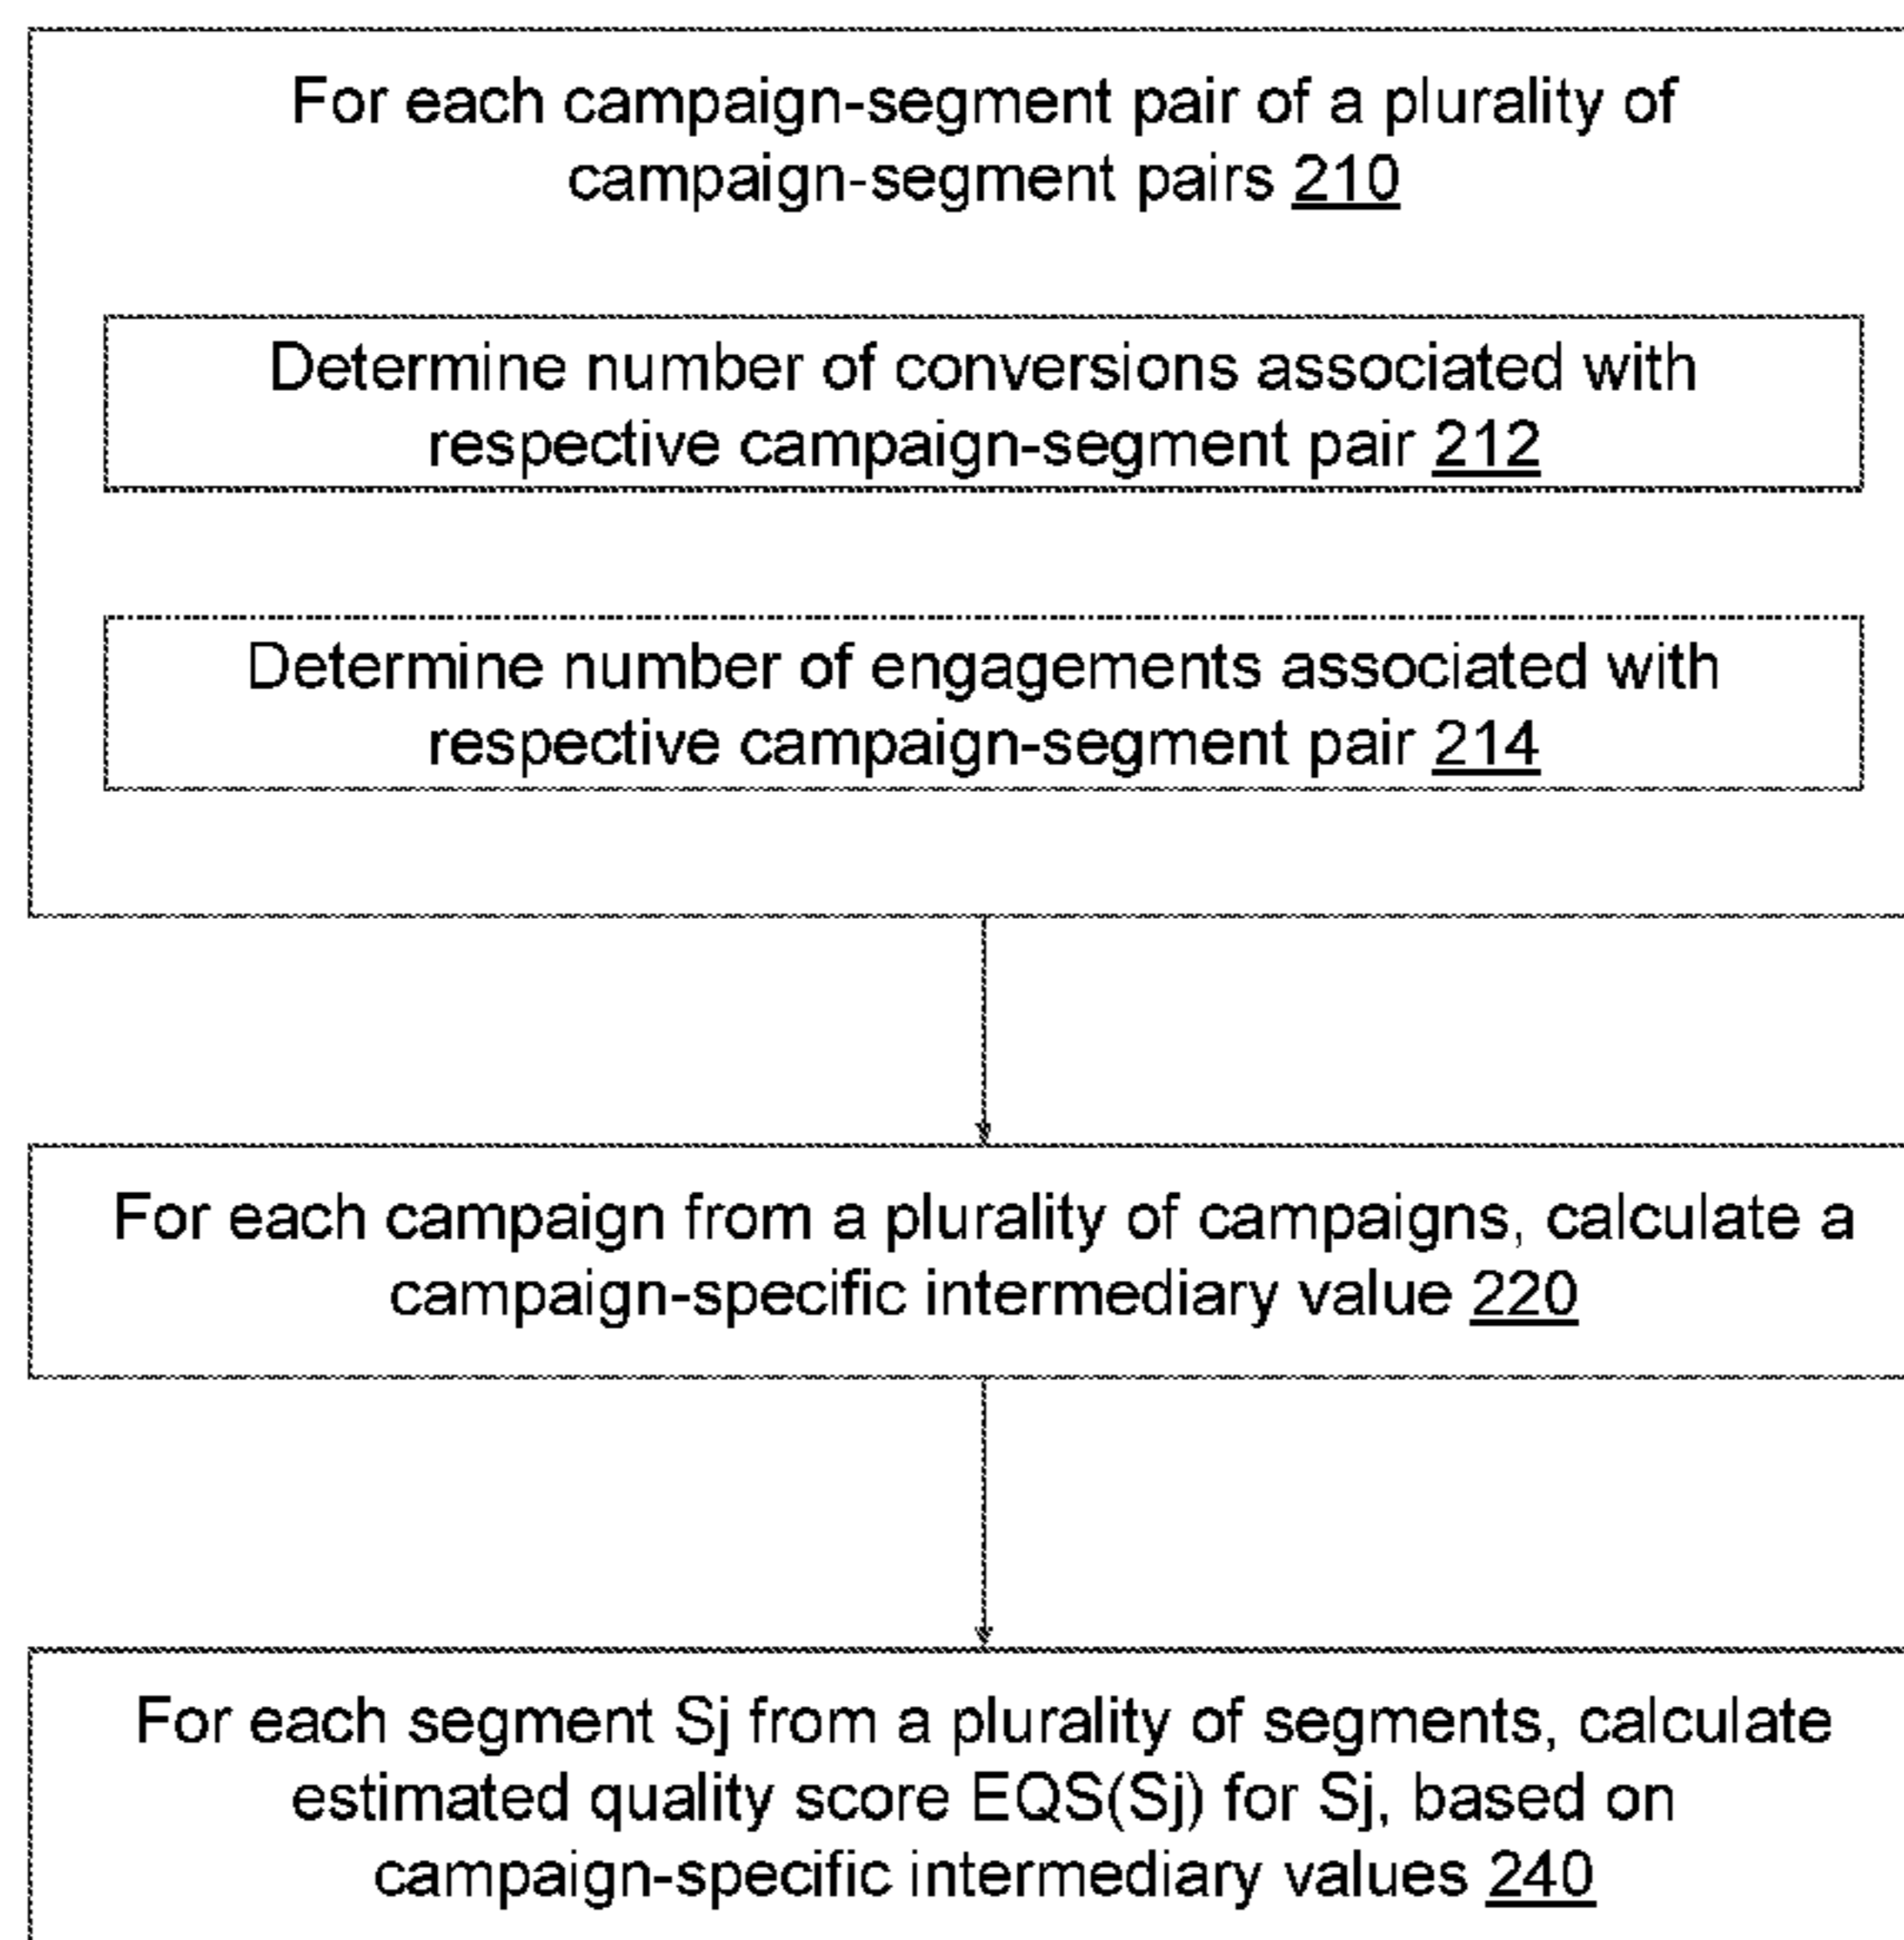 For each campaign-segment pair of a plurality of
campaign-segment pairs 210
Determine number of conversions associated with
respective campaign-segment pair 212
Determine number of engagements associated with
respective campaign-segment pair 214
For each campaign from a plurality of campaigns, calculate a
campaign-specific intermediary value 220
For each segment Sj from a plurality of segments, calculate
estimated quality score EQS(Sj) for Sj, based on
campaign-specific intermediary values 240